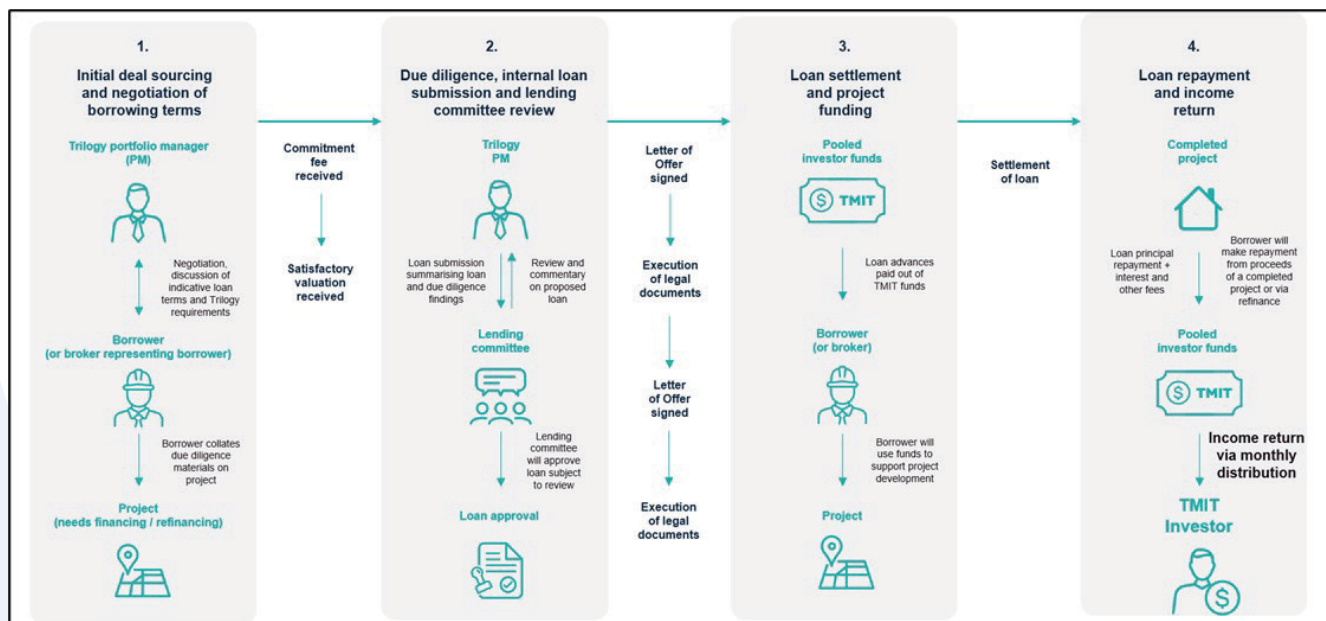 1.
Initial deal sourcing
and negotiation of
borrowing terms
Trilogy portfolio manager
(PM)
Negotiation,
discussion of
indicative loan
terms and Trilogy
requirements
Borrower
(or broker representing borrower)
Borrower collates
due diligence
materials on
project
Project
(needs financing / refinancing)
Commitment
fee
received
Satisfactory
valuation
received
2.
Due diligence, internal loan
submission and lending
committee review
Trilogy
PM
Loan submission
summarising loan
and due diligence
findings
Review and
commentary
on proposed
loan
Lending
committee
Lending
committee
will approve
loan subject
to review
Loan approval
Letter of
Offer
signed
Execution
of legal
documents
Letter
of Offer
signed
Execution
of legal
documents
3.
Loan settlement
and project
funding
Pooled
investor funds
$ TMIT
Loan advances
paid out of
TMIT funds
Borrower
(or broker)
Borrower will
use funds to
support project
development
Project
Settlement
of loan
4.
Loan repayment
and income
return
Completed
project
Loan principal
repayment +
interest and
other fees
Borrower will
make repayment
from proceeds
of a completed
project or via
refinance
Pooled
investor funds
$ TMIT
Income return
via monthly
distribution
TMIT
Investor
$